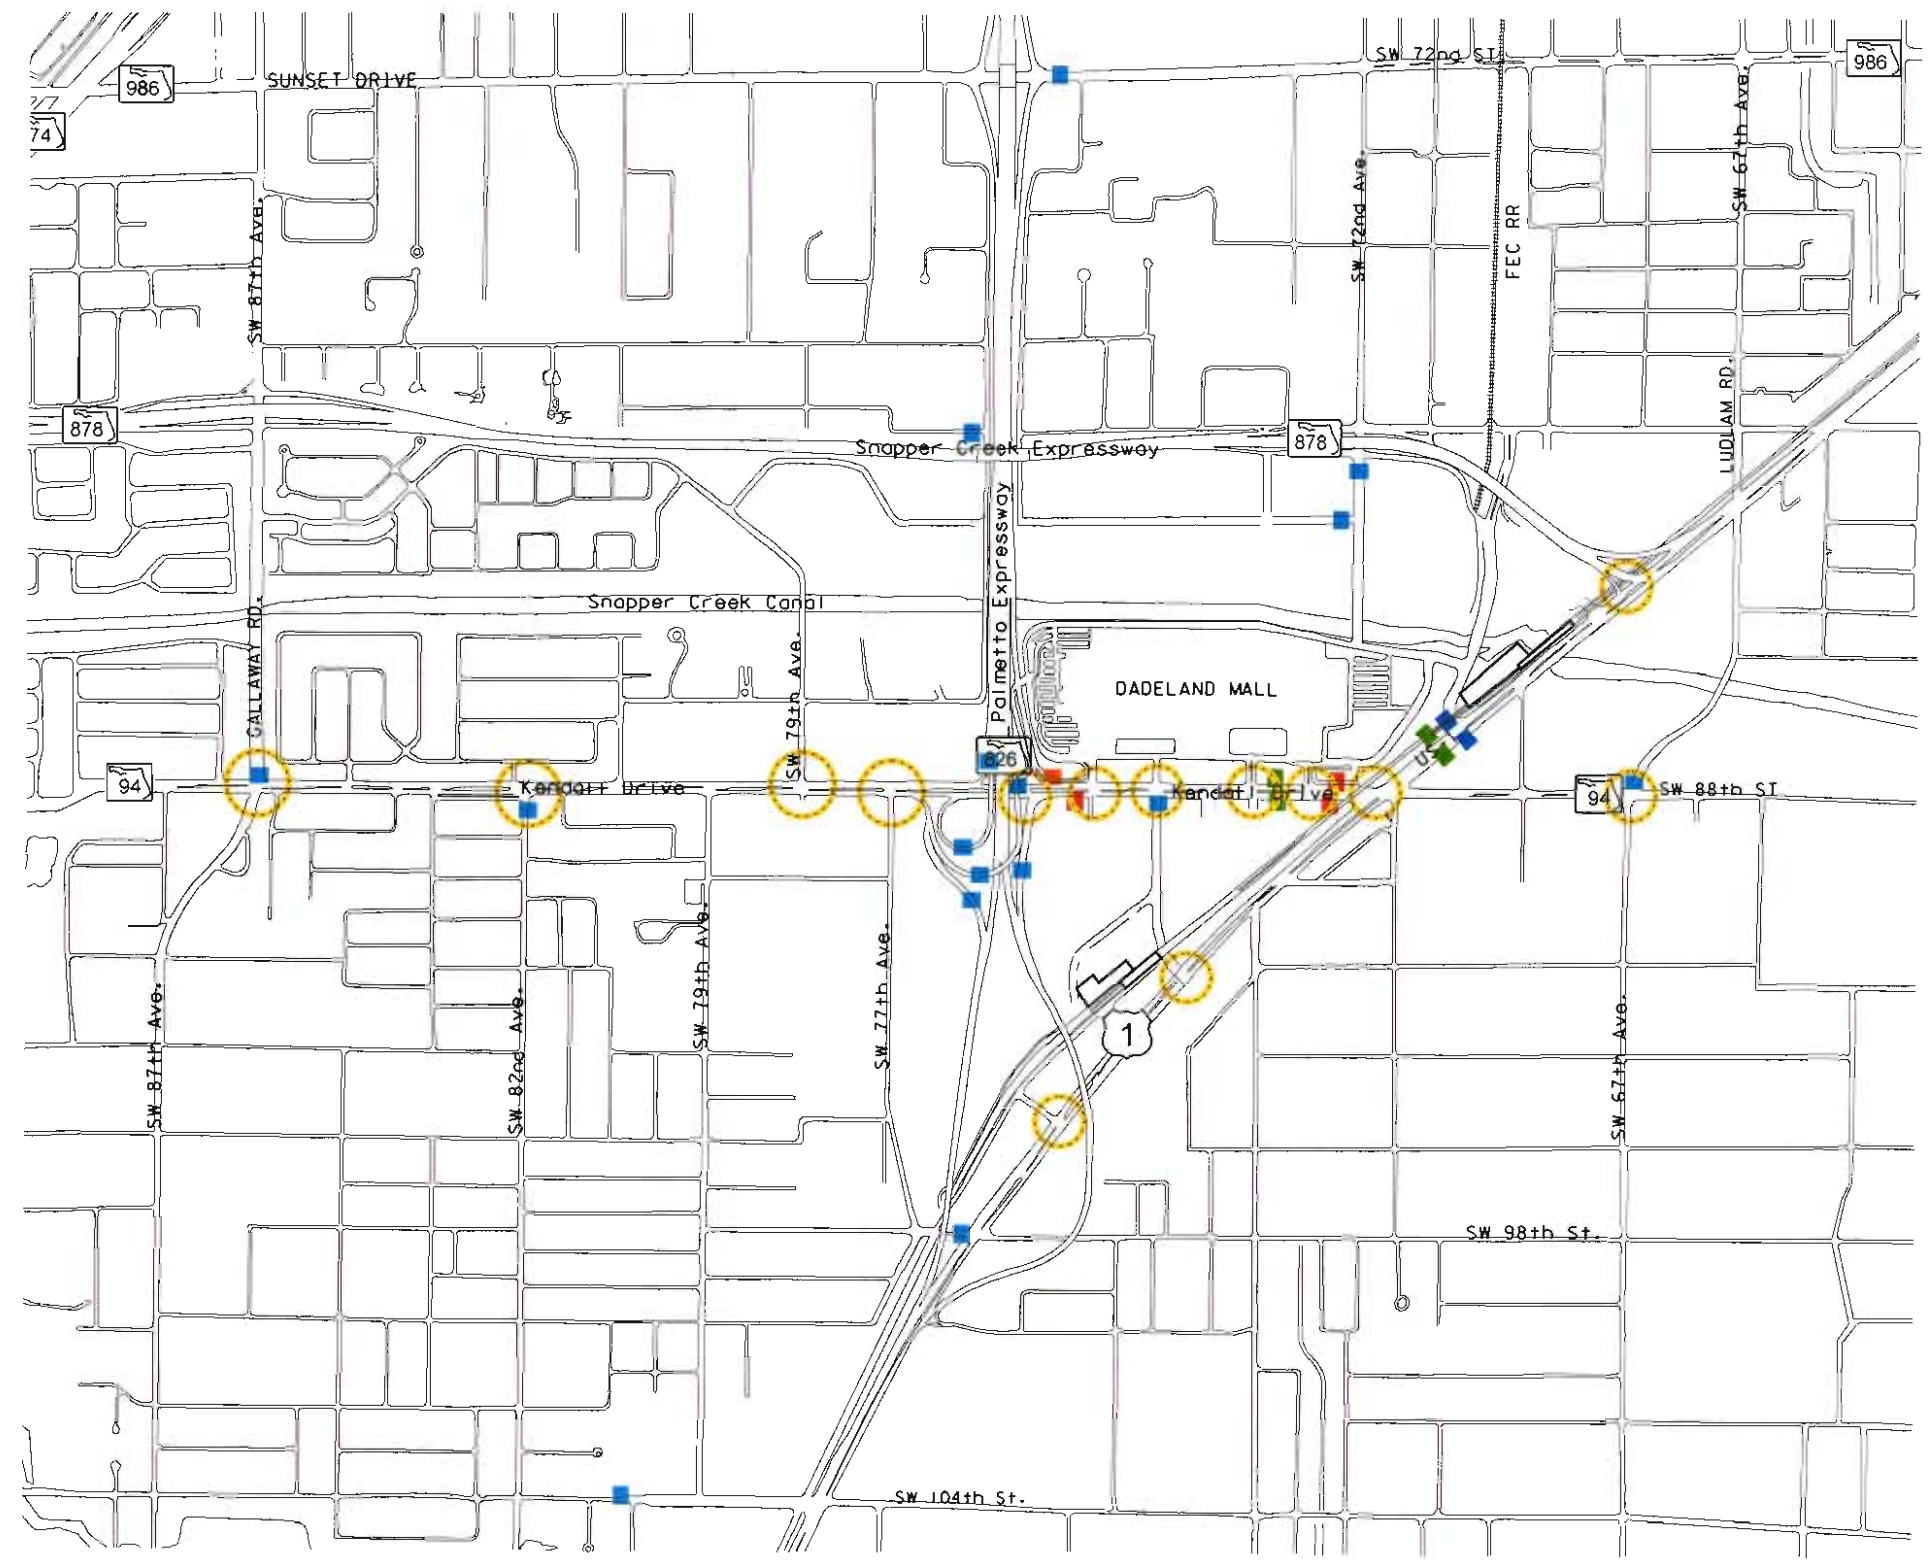 SW 72nd ST
986
SUNSET DRIVE
986
74
SW 67th Ave.
SW 72nd Ave.
FEC RR
SW 87th Ave.
LUDLAM RD.
878
878
Snapper Creek Expressway
Palmetto Expressway
Snapper Creek Canal
GALLAWAY RD.
SW 79th Ave.
DADELAND MALL
826
94
Kendall Drive
Kendall Drive
94
SW 88th ST
SW 79th Ave.
SW 77th Ave.
SW 87th Ave.
SW 82nd Ave.
SW 67th Ave.
1
SW 98th St.
SW 104th St.